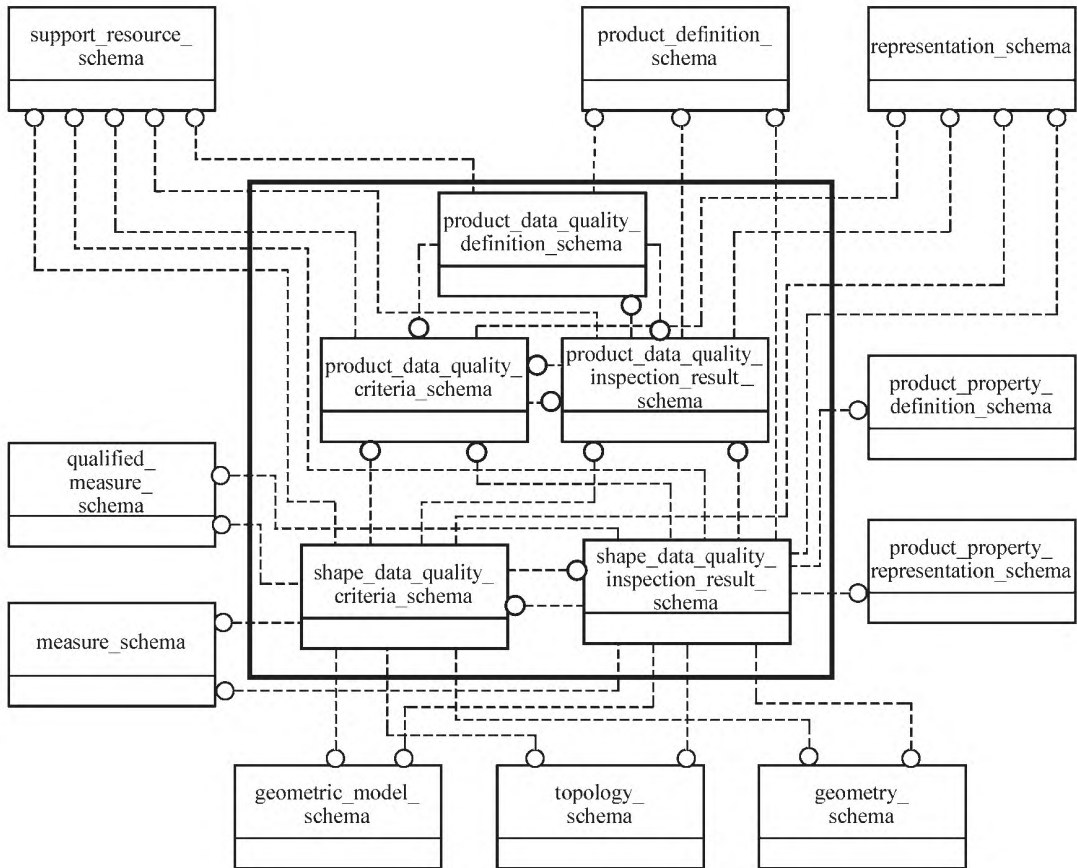 support_resource_
schema
product_definition_
schema
representation_schema
product_data_quality_
definition_schema
product_data_quality_
criteria_schema
product_data_quality_
inspection_result_
schema
product_property_
definition_schema
qualified_
measure_
schema
shape_data_quality_
criteria_schema
shape_data_quality_
inspection_result_
schema
product_property_
representation_schema
measure_schema
geometric_model_
schema
topology_
schema
geometry_
schema